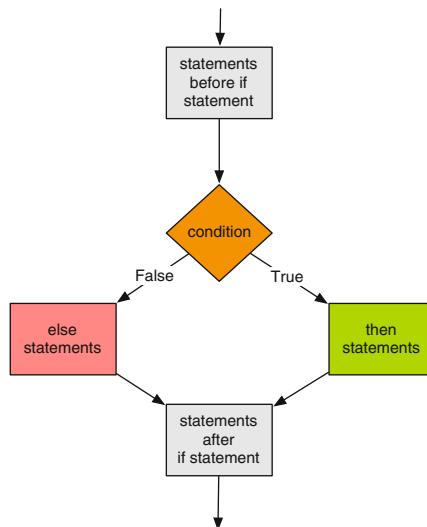 statements
before if
statement
condition
False
True
else
statements
then
statements
statements
after
if statement